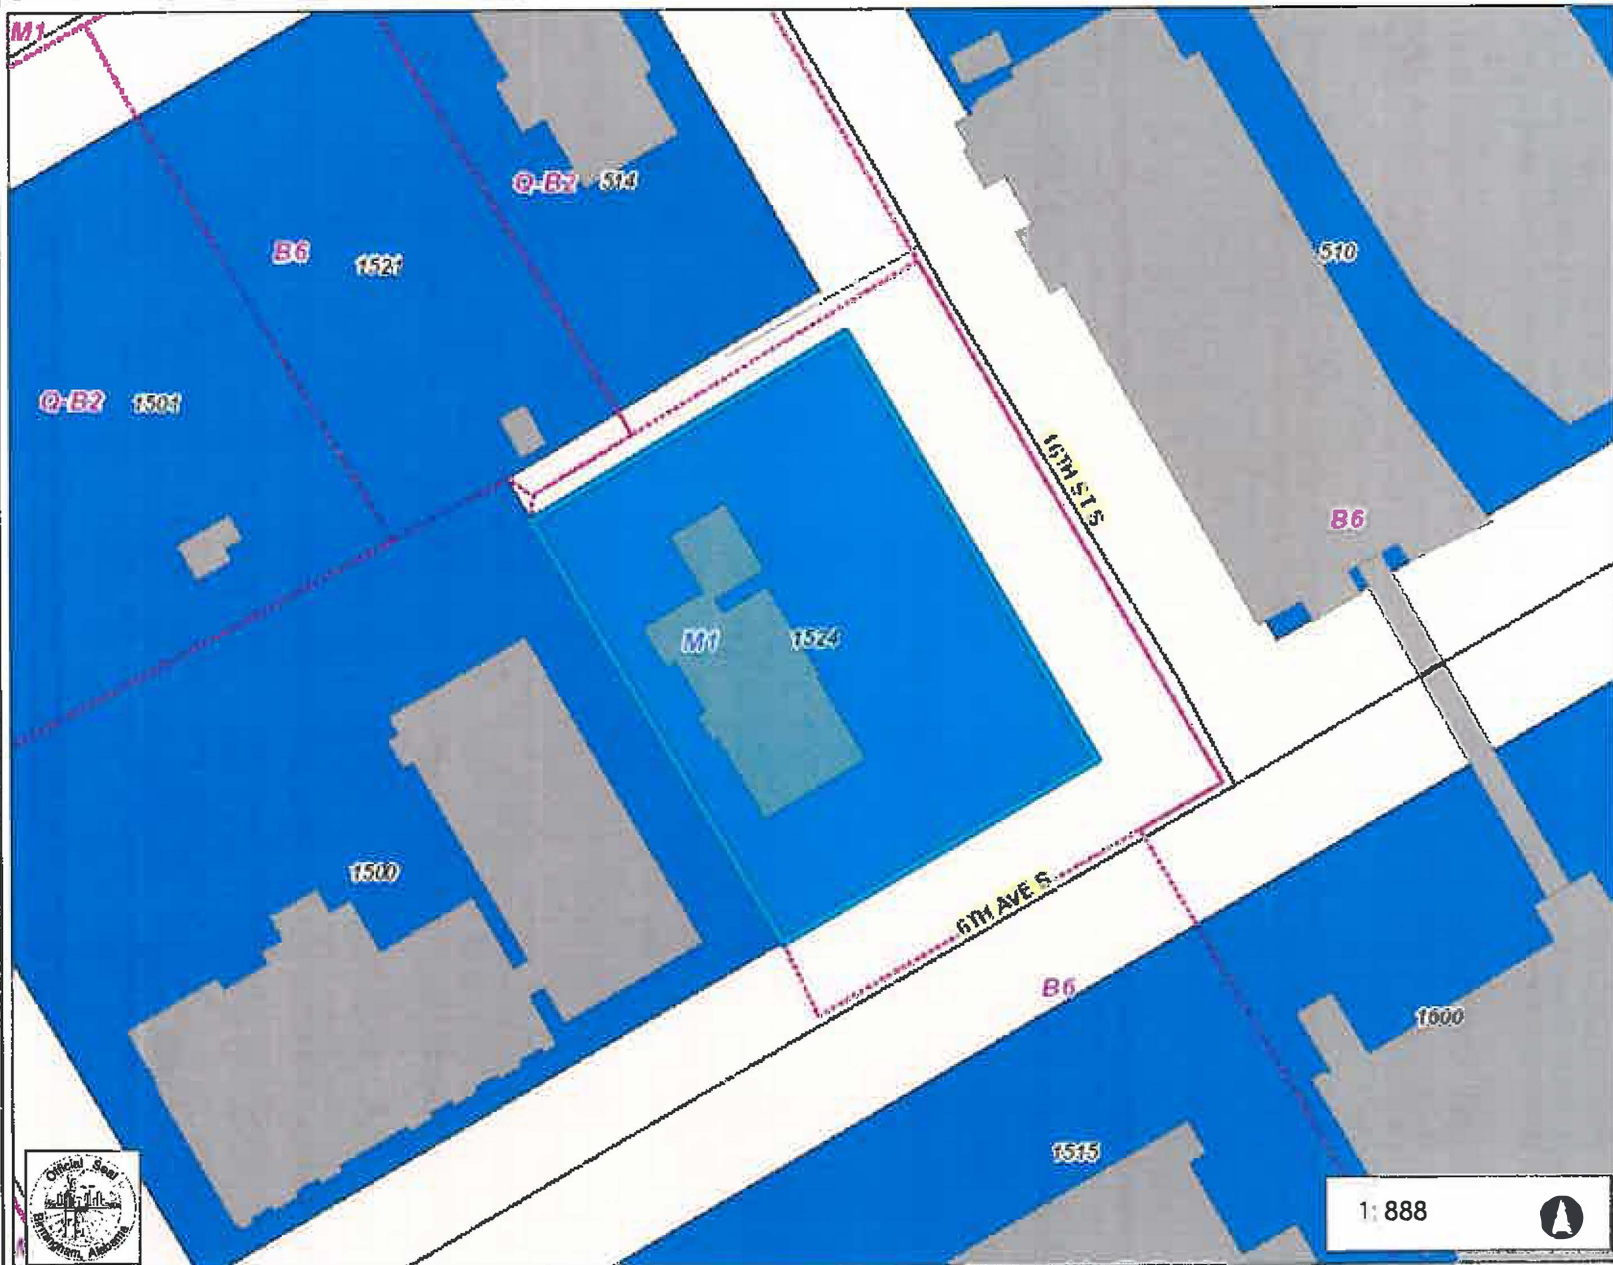 M1
Q-B2 514
B6 1521
510
Q-B2 1501
16TH ST S
B6
M1 1524
1500
6TH AVE S
B6
1600
1515
Official Seal
Birmingham, Alabama
1: 888